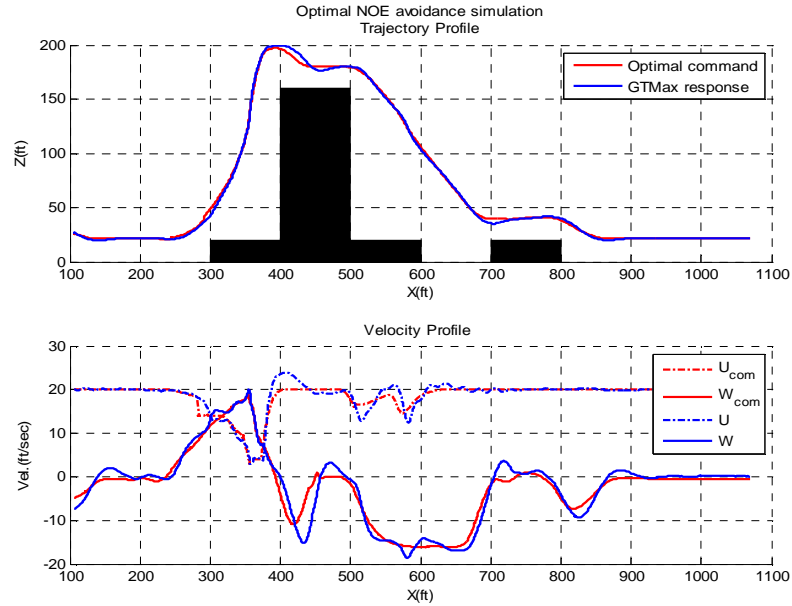 Optimal NOE avoidance simulation
Trajectory Profile
200
150
100
50
0
Z(ft)
Optimal command
GTMax response
100 200 300 400 500 600 700 800 900 1000 1100
X(ft)
Velocity Profile
30
20
10
0
-10
-20
Vel.(ft/sec)
U_com
W_com
U
W
100 200 300 400 500 600 700 800 900 1000 1100
X(ft)